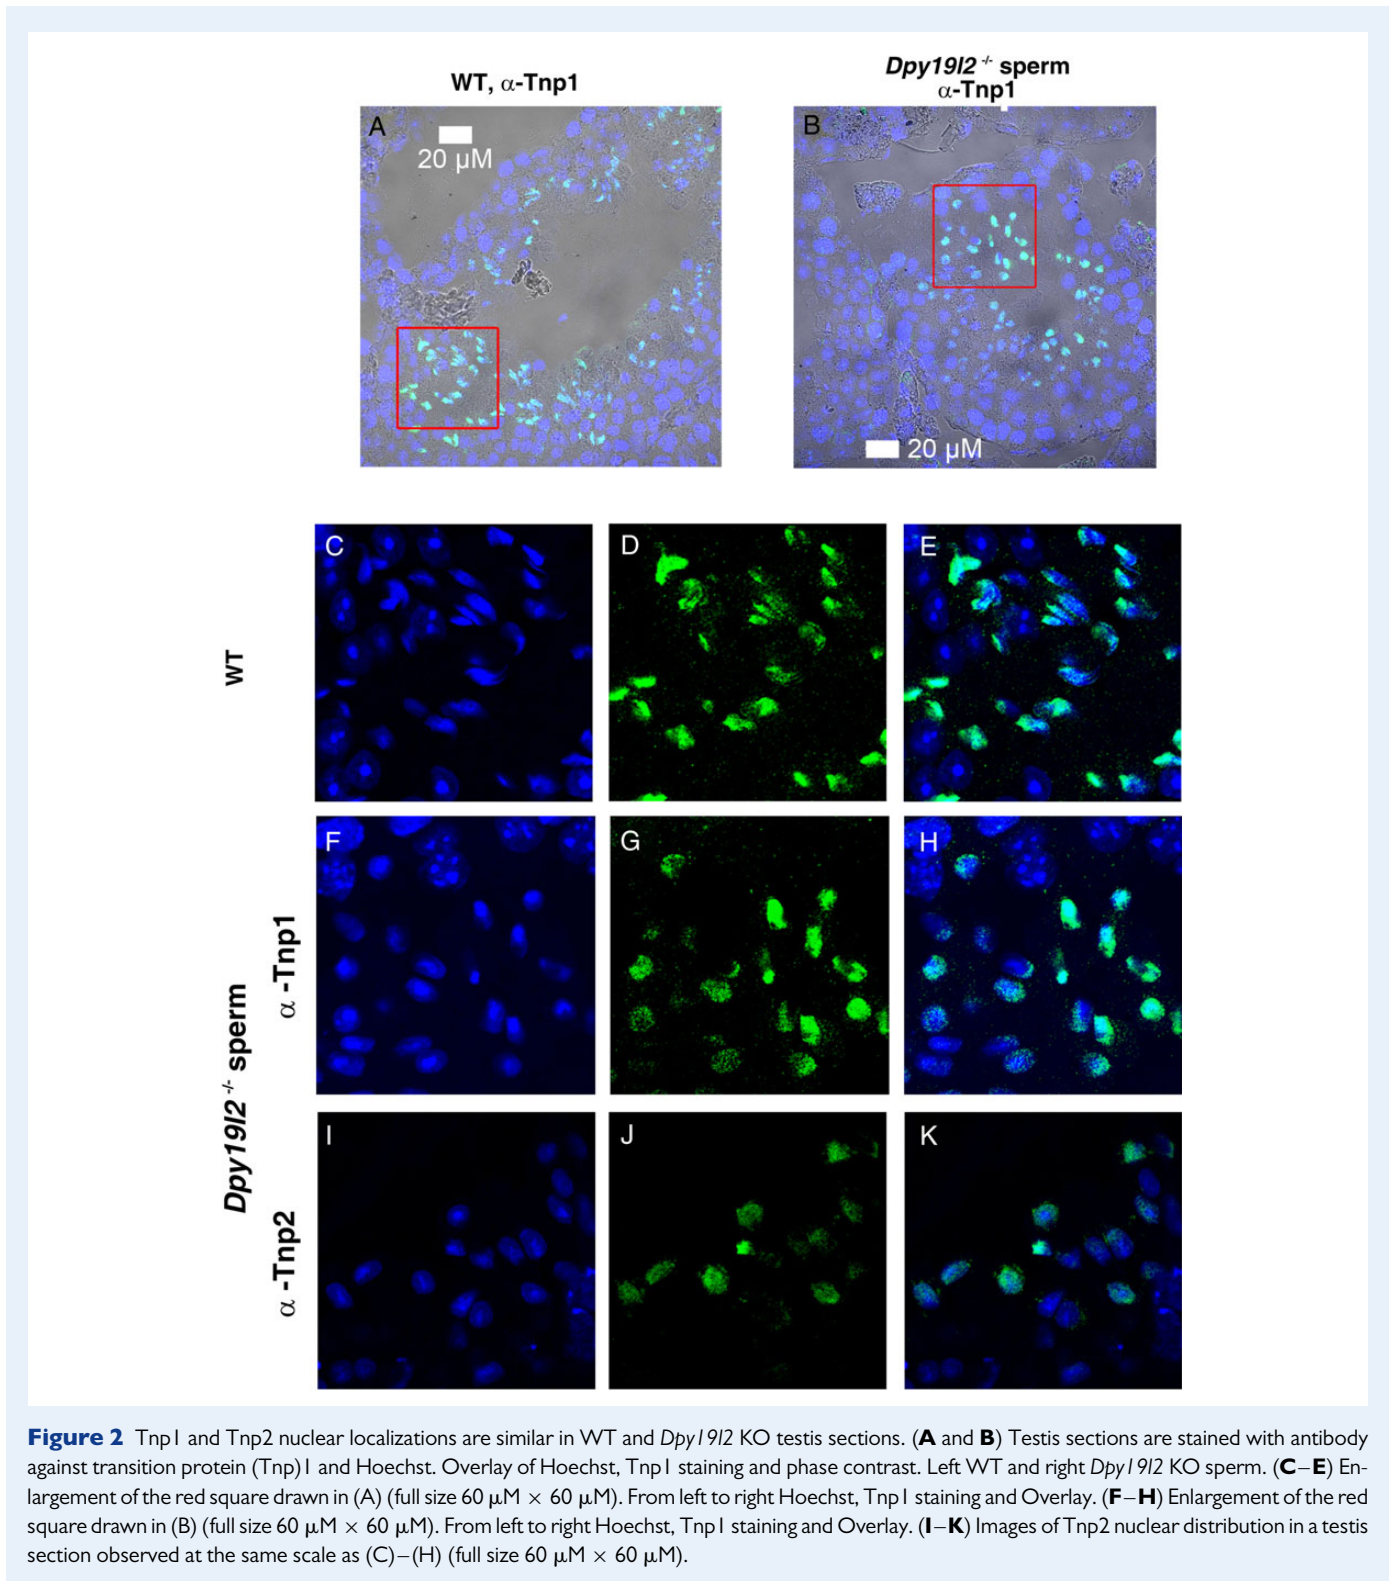 WT, α-Tnp1
Dpy19l2 -/- sperm
α-Tnp1
A
20 μM
B
20 μM
WT
C
D
E
Dpy19l2 -/- sperm
α -Tnp1
F
G
H
α -Tnp2
I
J
K
Figure 2 Tnp1 and Tnp2 nuclear localizations are similar in WT and Dpy19l2 KO testis sections. (A and B) Testis sections are stained with antibody
against transition protein (Tnp)1 and Hoechst. Overlay of Hoechst, Tnp1 staining and phase contrast. Left WT and right Dpy19l2 KO sperm. (C–E) En-
largement of the red square drawn in (A) (full size 60 μM × 60 μM). From left to right Hoechst, Tnp1 staining and Overlay. (F–H) Enlargement of the red
square drawn in (B) (full size 60 μM × 60 μM). From left to right Hoechst, Tnp1 staining and Overlay. (I–K) Images of Tnp2 nuclear distribution in a testis
section observed at the same scale as (C)–(H) (full size 60 μM × 60 μM).